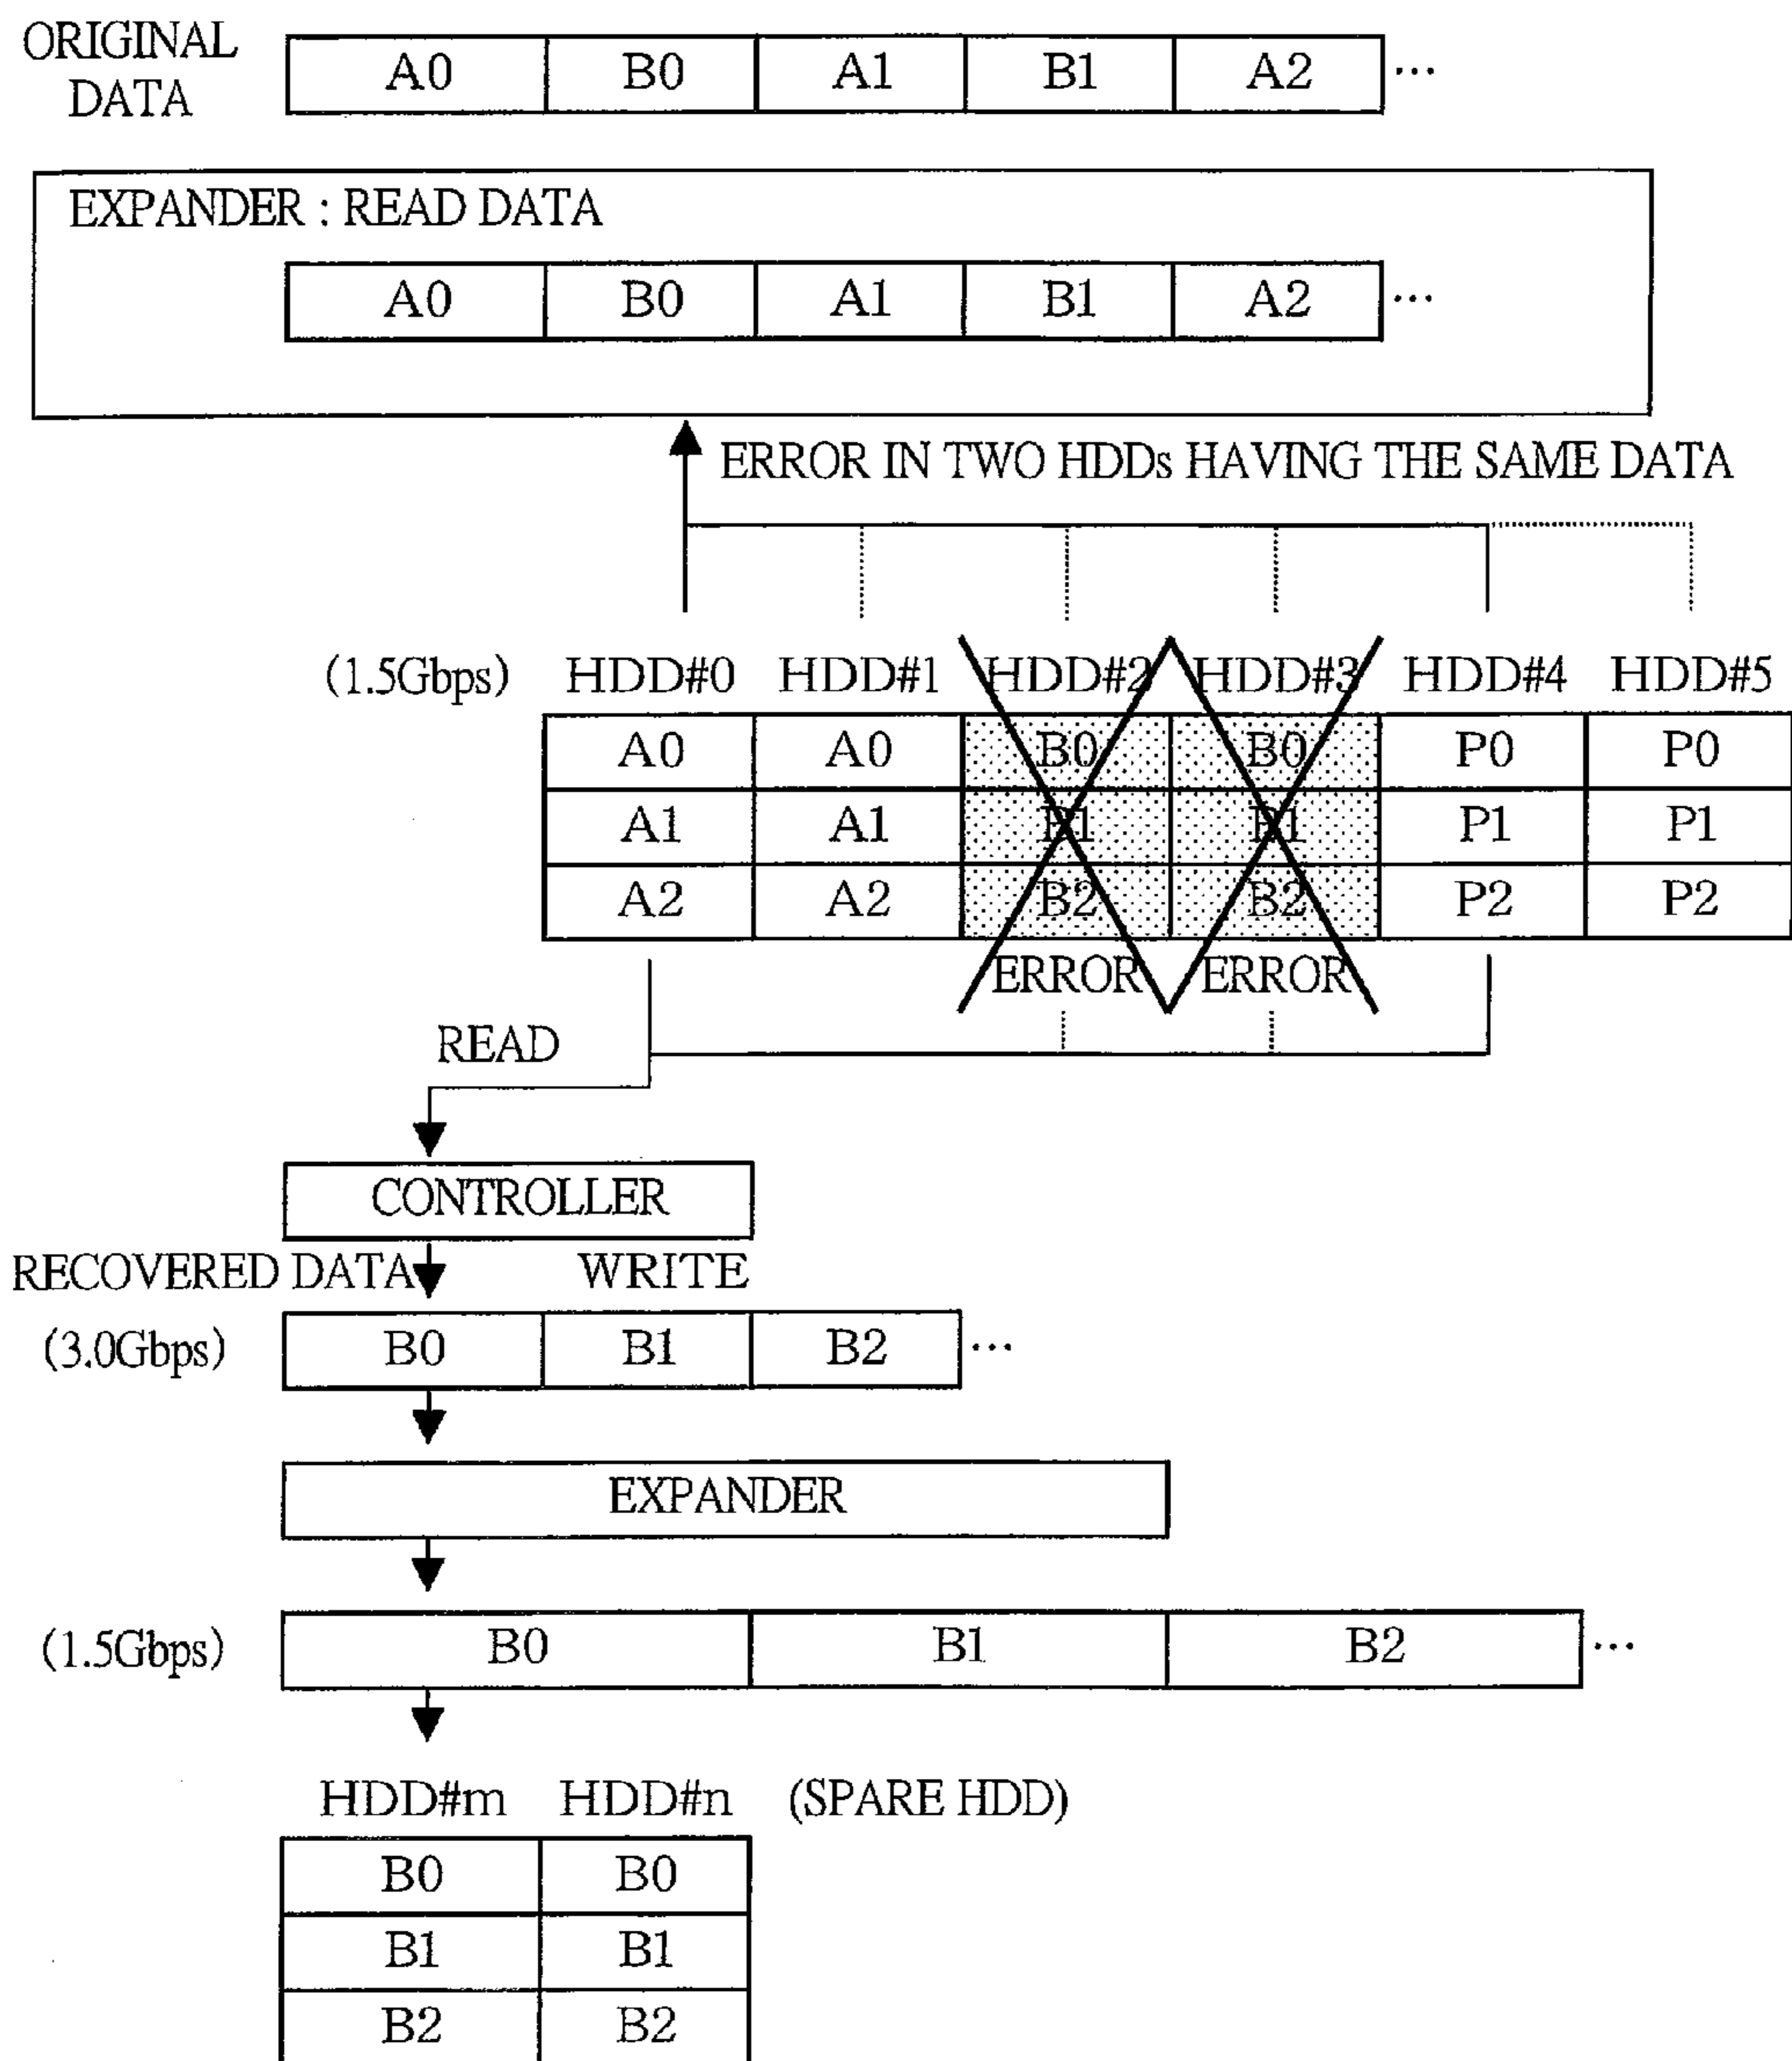 ORIGINAL
DATA
A0 B0 A1 B1 A2 ...
EXPANDER : READ DATA
A0 B0 A1 B1 A2 ...
ERROR IN TWO HDDs HAVING THE SAME DATA
(1.5Gbps) HDD#0 HDD#1 HDD#2 HDD#3 HDD#4 HDD#5
A0 A0 B0 B0 P0 P0
A1 A1 B1 B1 P1 P1
A2 A2 B2 B2 P2 P2
ERROR ERROR
READ
CONTROLLER
RECOVERED DATA WRITE
(3.0Gbps) B0 B1 B2 ...
EXPANDER
(1.5Gbps) B0 B1 B2 ...
HDD#m HDD#n (SPARE HDD)
B0 B0
B1 B1
B2 B2